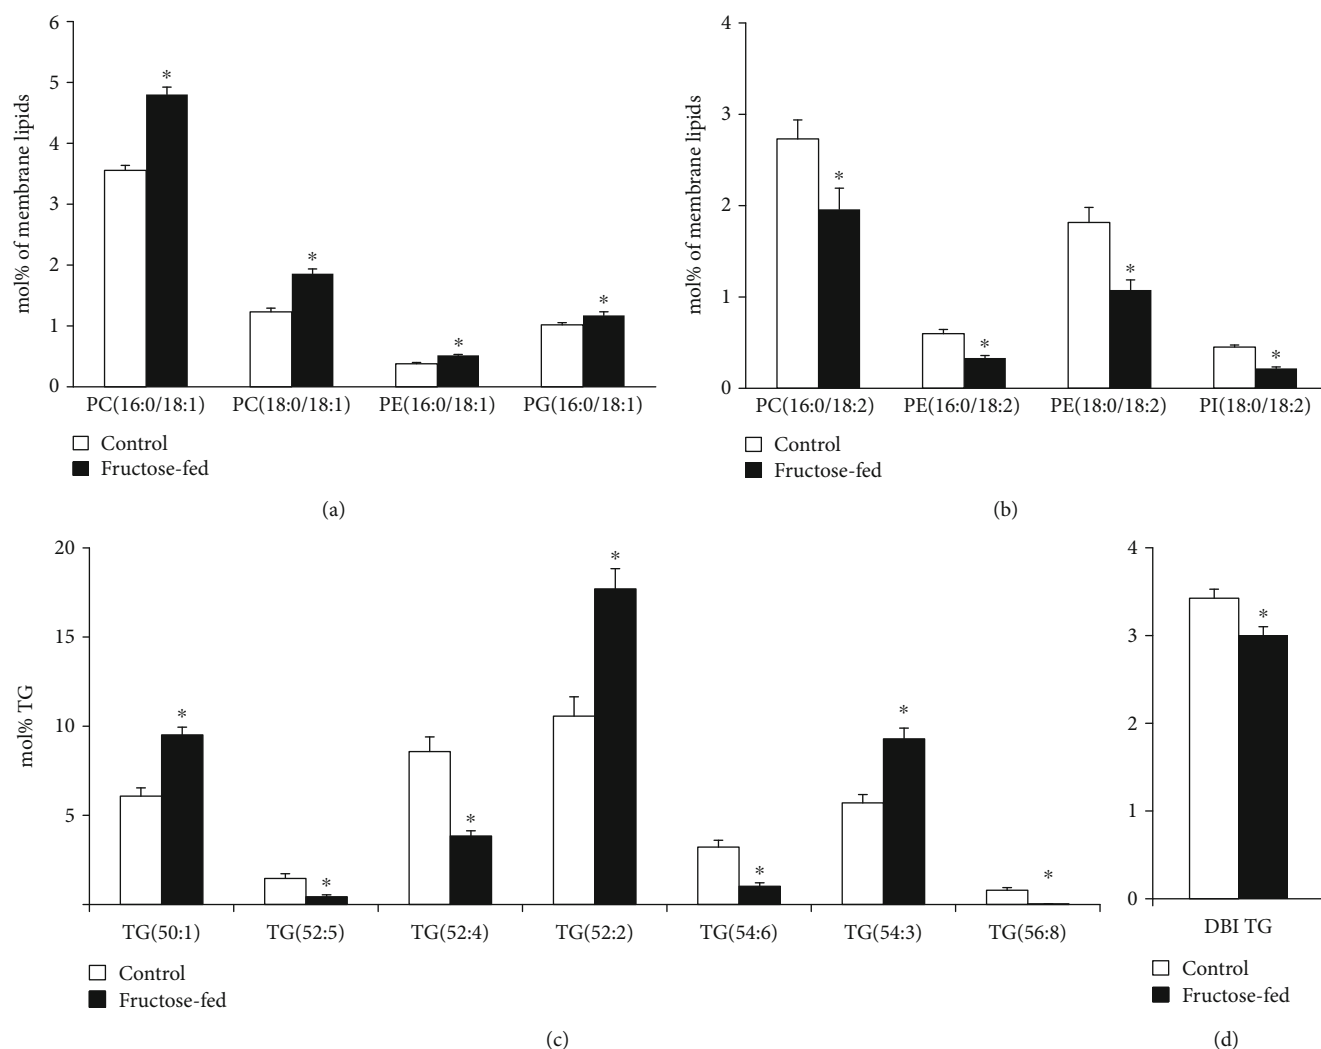 6
5
4
3
2
1
0
mol% of membrane lipids
* * * *
PC(16:0/18:1) PC(18:0/18:1) PE(16:0/18:1) PG(16:0/18:1)
Control
Fructose-fed
(a)
4
3
2
1
0
mol% of membrane lipids
* * * *
PC(16:0/18:2) PE(16:0/18:2) PE(18:0/18:2) PI(18:0/18:2)
Control
Fructose-fed
(b)
20
15
10
5
mol% TG
* * * * * * *
TG(50:1) TG(52:5) TG(52:4) TG(52:2) TG(54:6) TG(54:3) TG(56:8)
Control
Fructose-fed
(c)
4
3
2
1
0
*
DBI TG
Control
Fructose-fed
(d)